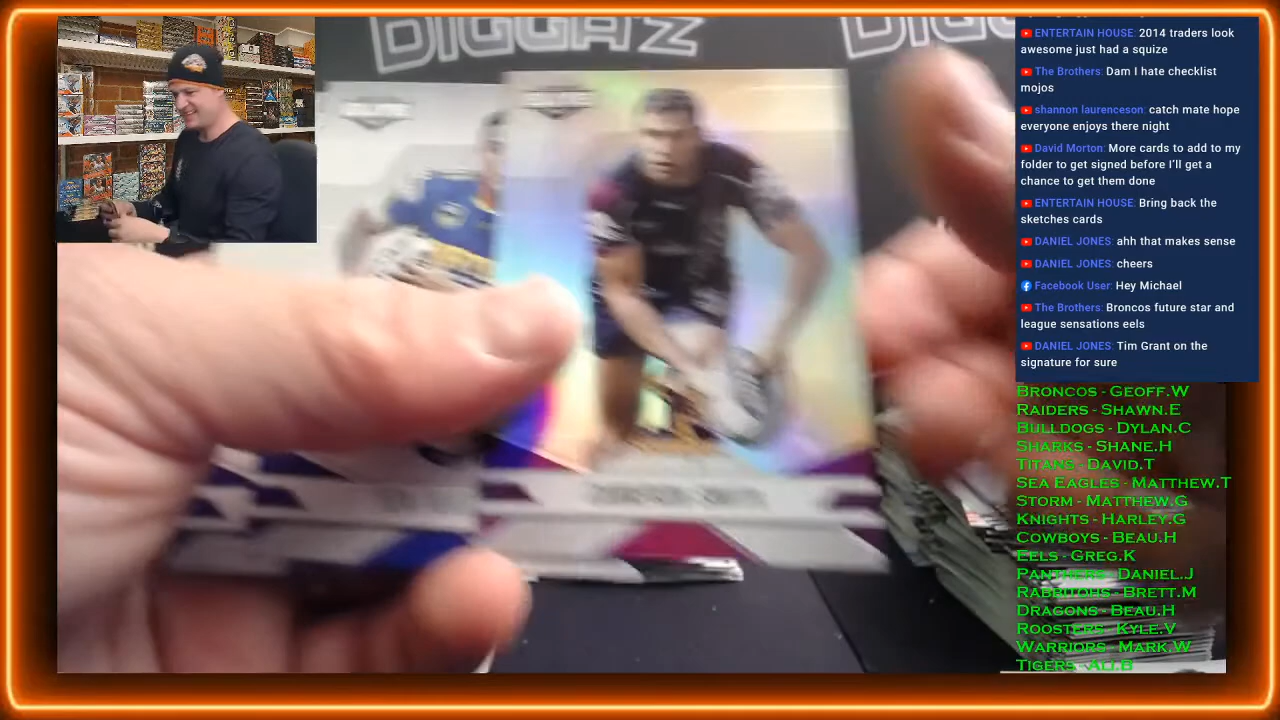 DIGGA'Z
ENTERTAIN HOUSE: 2014 traders look
awesome just had a squize
The Brothers: Dam I hate checklist
mojos
shannon laurenceson: catch mate hope
everyone enjoys there night
David Morton: More cards to add to my
folder to get signed before I'll get a
chance to get them done
ENTERTAIN HOUSE: Bring back the
sketches cards
DANIEL JONES: ahh that makes sense
DANIEL JONES: cheers
Facebook User: Hey Michael
The Brothers: Broncos future star and
league sensations eels
DANIEL JONES: Tim Grant on the
signature for sure
BRONCOS - GEOFF.W
RAIDERS - SHAWN.E
BULLDOGS - DYLAN.C
SHARKS - SHANE.H
TITANS - DAVID.T
SEA EAGLES - MATTHEW.T
STORM - MATTHEW.G
KNIGHTS - HARLEY.G
COWBOYS - BEAU.H
EELS - GREG.K
PANTHERS - DANIEL.J
RABBITOHS - BRETT.M
DRAGONS - BEAU.H
ROOSTERS - KYLE.V
WARRIORS - MARK.W
TIGERS - ALI.B